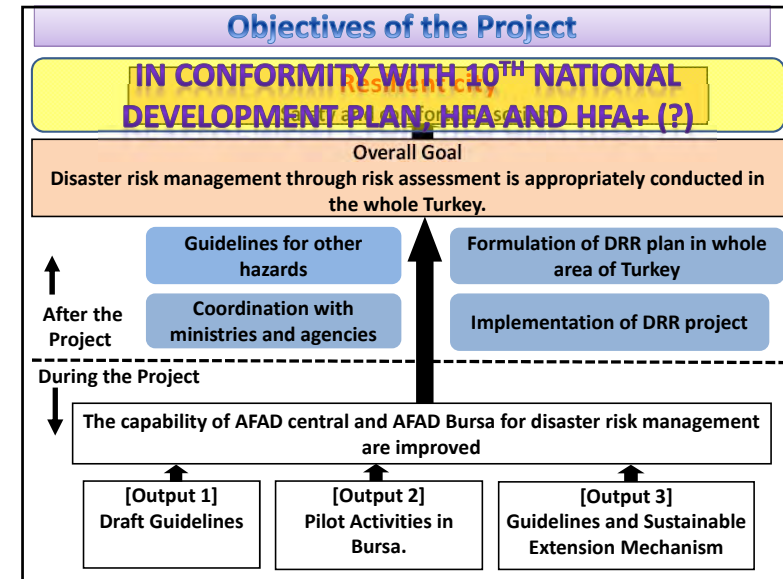 Objectives of the Project
IN CONFORMITY WITH 10TH NATIONAL
Resilient city
DEVELOPMENT PLAN, HFA AND HFA+ (?)
Overall Goal
Disaster risk management through risk assessment is appropriately conducted in
the whole Turkey.
Guidelines for other
hazards
Formulation of DRR plan in whole
area of Turkey
Coordination with
ministries and agencies
Implementation of DRR project
After the
Project
During the Project
The capability of AFAD central and AFAD Bursa for disaster risk management
are improved
[Output 1]
Draft Guidelines
[Output 2]
Pilot Activities in
Bursa.
[Output 3]
Guidelines and Sustainable
Extension Mechanism